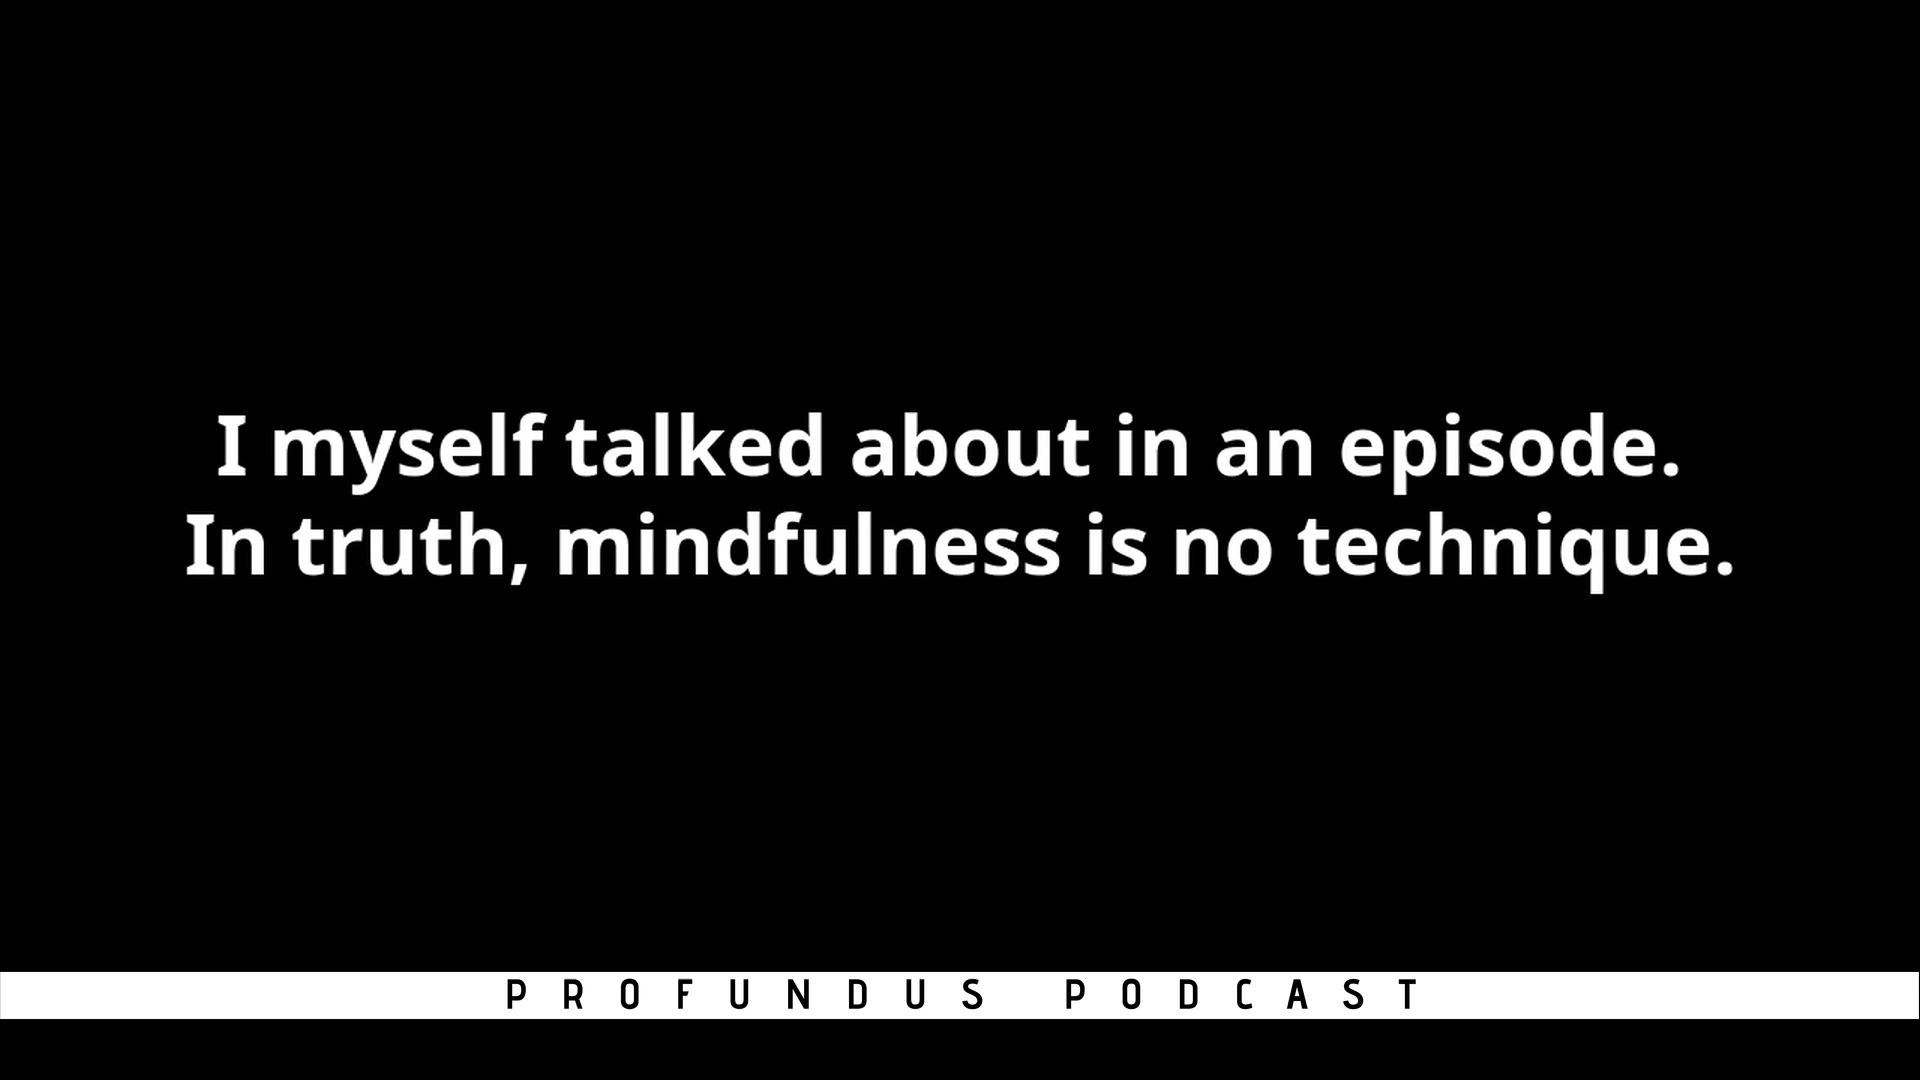 I myself talked about in an episode.
In truth, mindfulness is no technique.
PROFUNDUS PODCAST